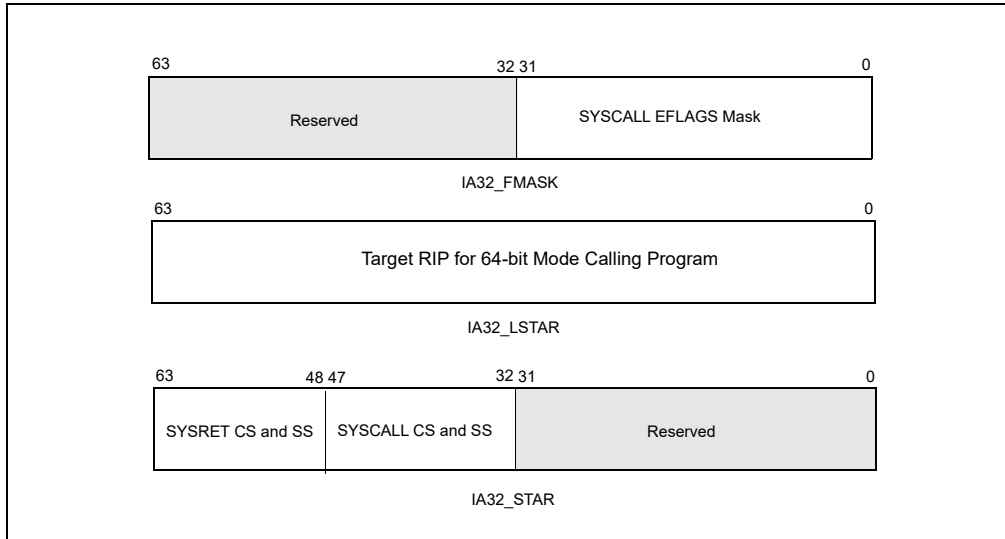 63 32 31 0
Reserved SYSCALL EFLAGS Mask
IA32_FMASK
63 0
Target RIP for 64-bit Mode Calling Program
IA32_LSTAR
63 48 47 32 31 0
SYSRET CS and SS SYSCALL CS and SS Reserved
IA32_STAR